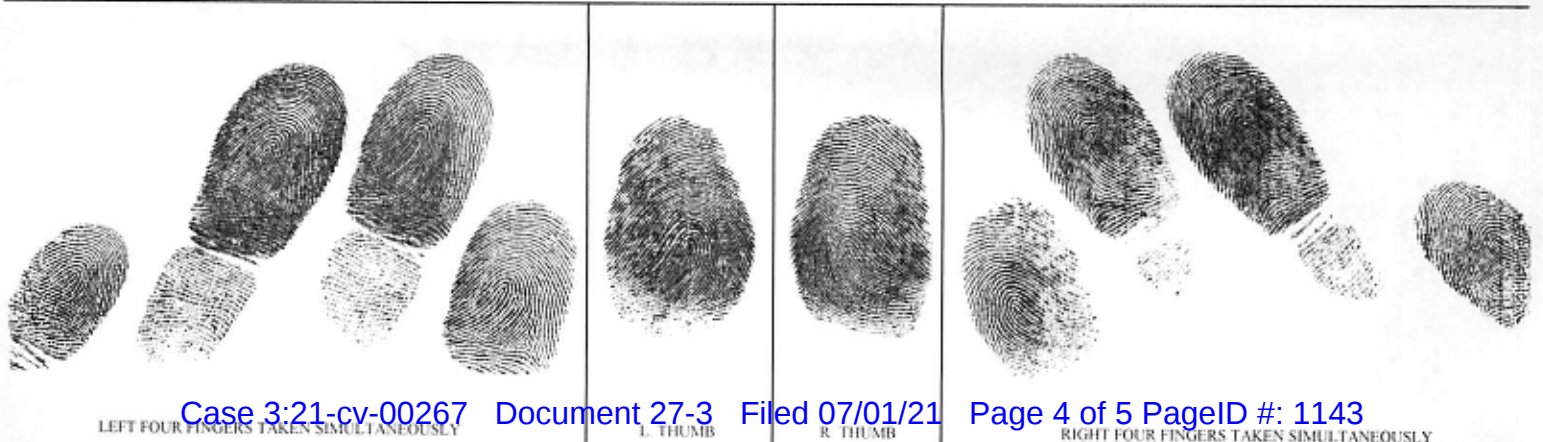 Case 3:21-cv-00267 Document 27-3 Filed 07/01/21 Page 4 of 5 PageID #: 1143
LEFT FOUR FINGERS TAKEN SIMULTANEOUSLY
L. THUMB
R. THUMB
RIGHT FOUR FINGERS TAKEN SIMULTANEOUSLY